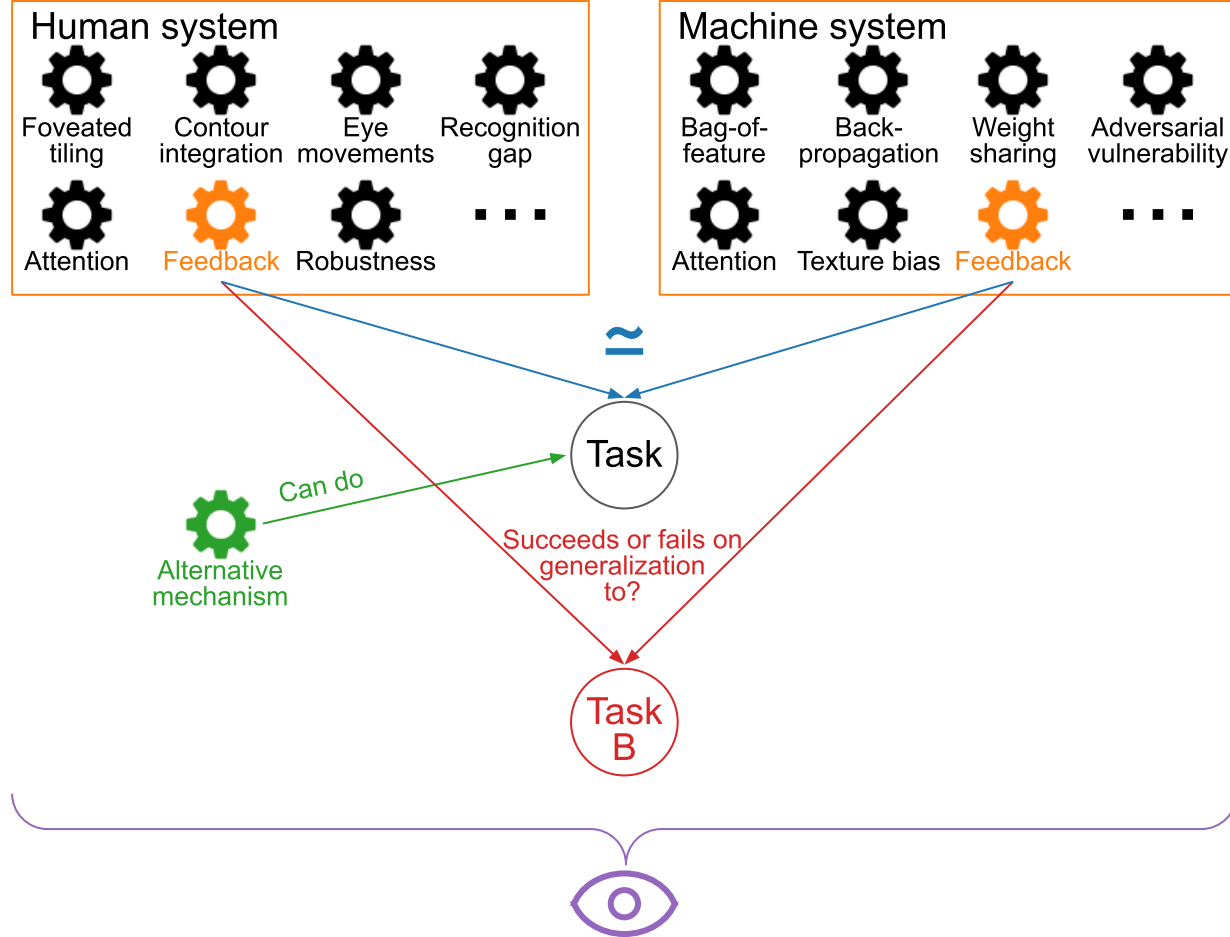 Human system
Foveated
tiling
Contour
integration
Eye
movements
Recognition
gap
Attention
Feedback
Robustness
...
Machine system
Bag-of-
feature
Back-
propagation
Weight
sharing
Adversarial
vulnerability
Attention
Texture bias
Feedback
...
≃
Task
Can do
Alternative
mechanism
Succeeds or fails on
generalization
to?
Task
B